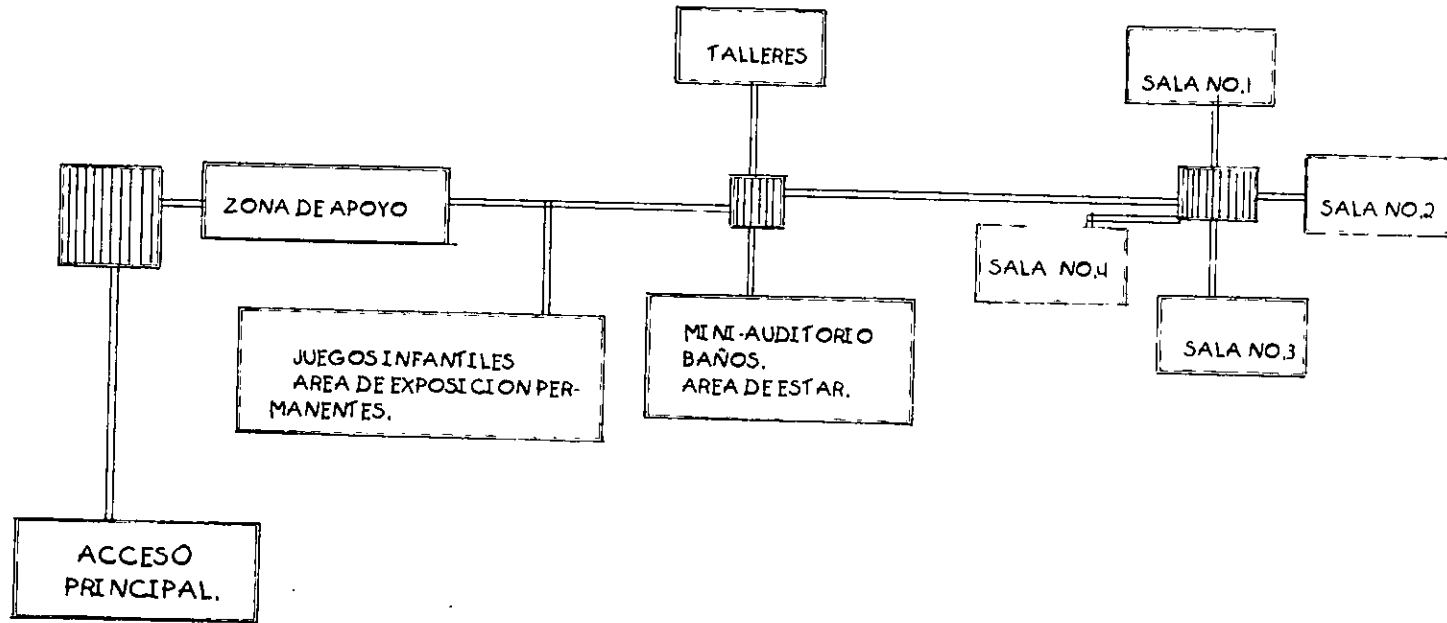 TALLERES
SALA NO.1
ZONA DE APOYO
SALA NO.2
SALA NO.4
JUEGOS INFANTILES
AREA DE EXPOSICION PER-
MANENTES.
MINI-AUDITORIO
BAÑOS.
AREA DE ESTAR.
SALA NO.3
ACCESO
PRINCIPAL.